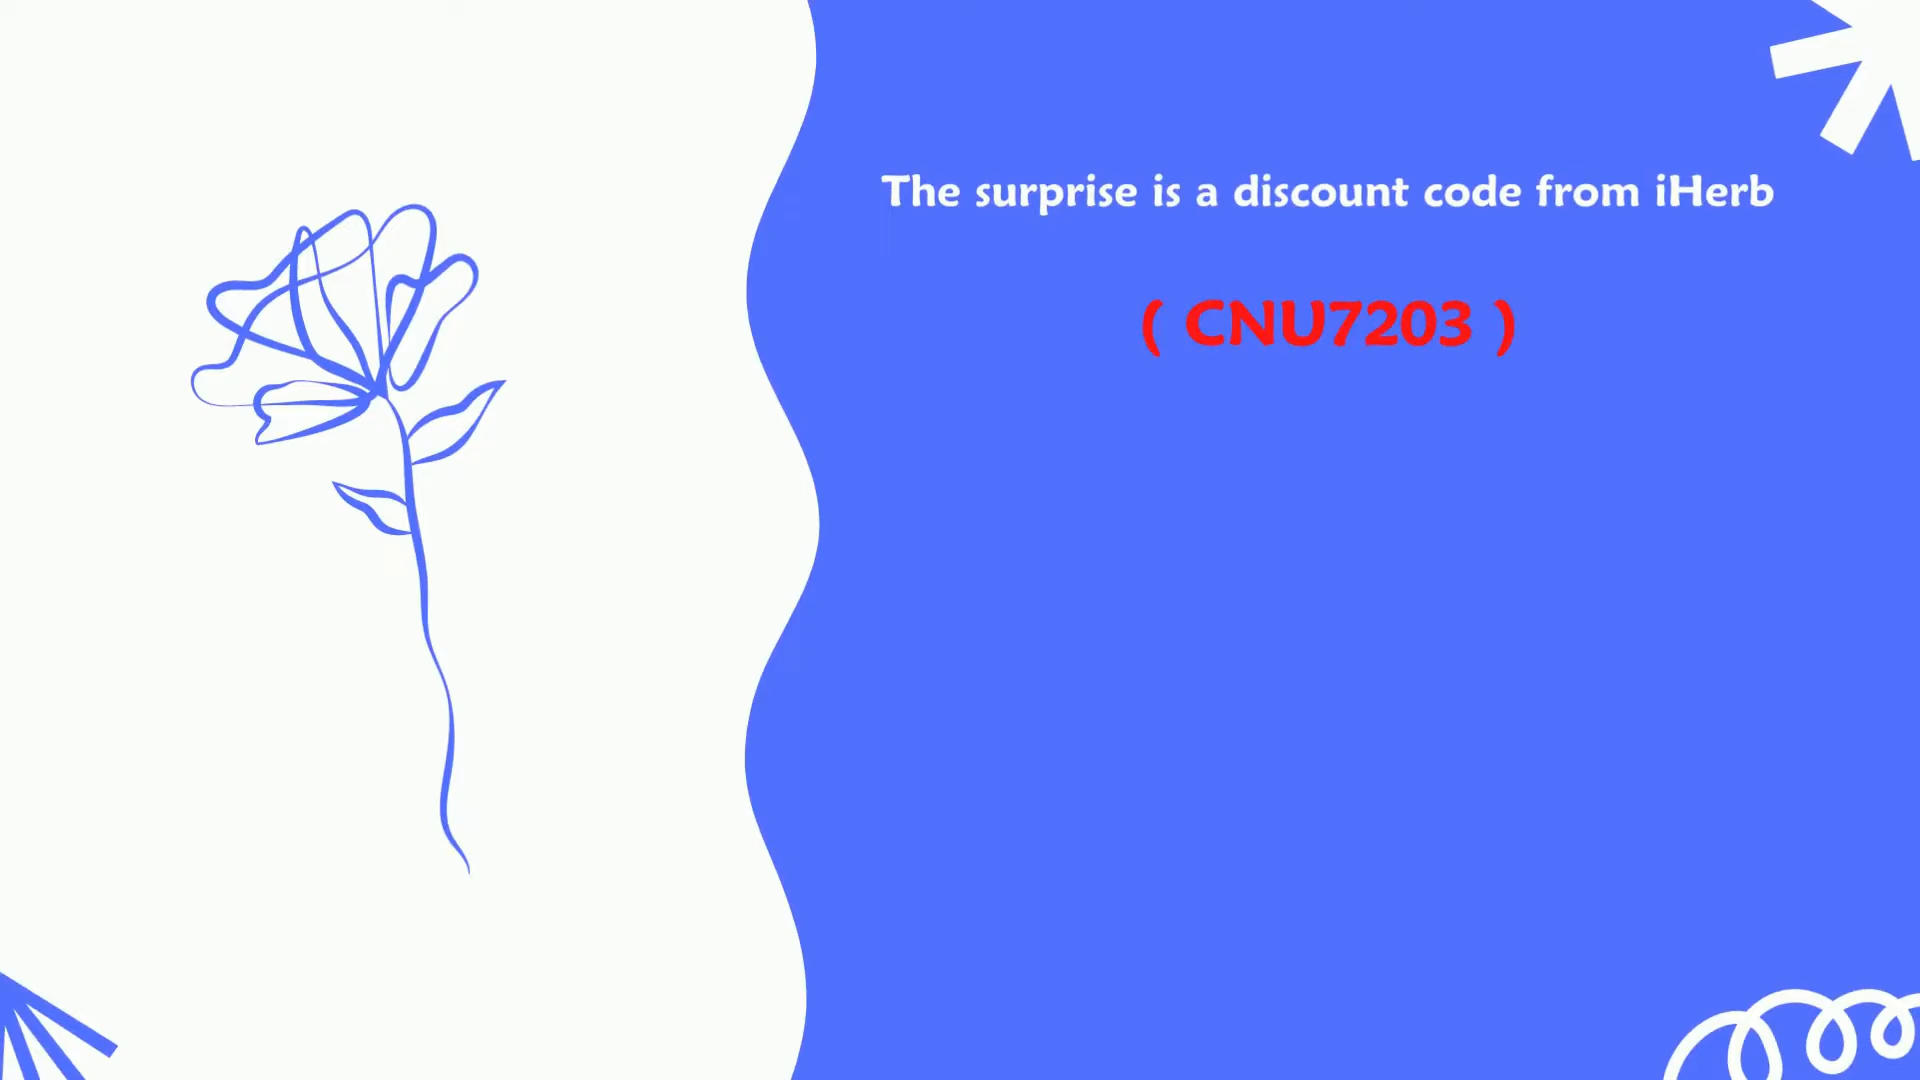 The surprise is a discount code from iHerb
( CNU7203 )